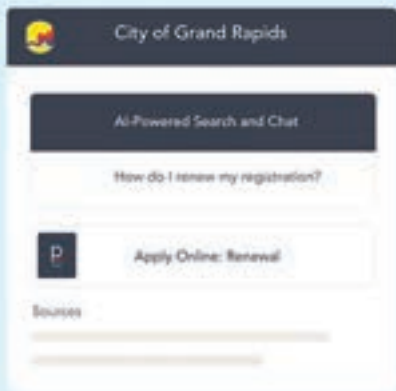 City of Grand Rapids
AI-Powered Search and Chat
How do I renew my registration?
P
Apply Online: Renewal
Sources